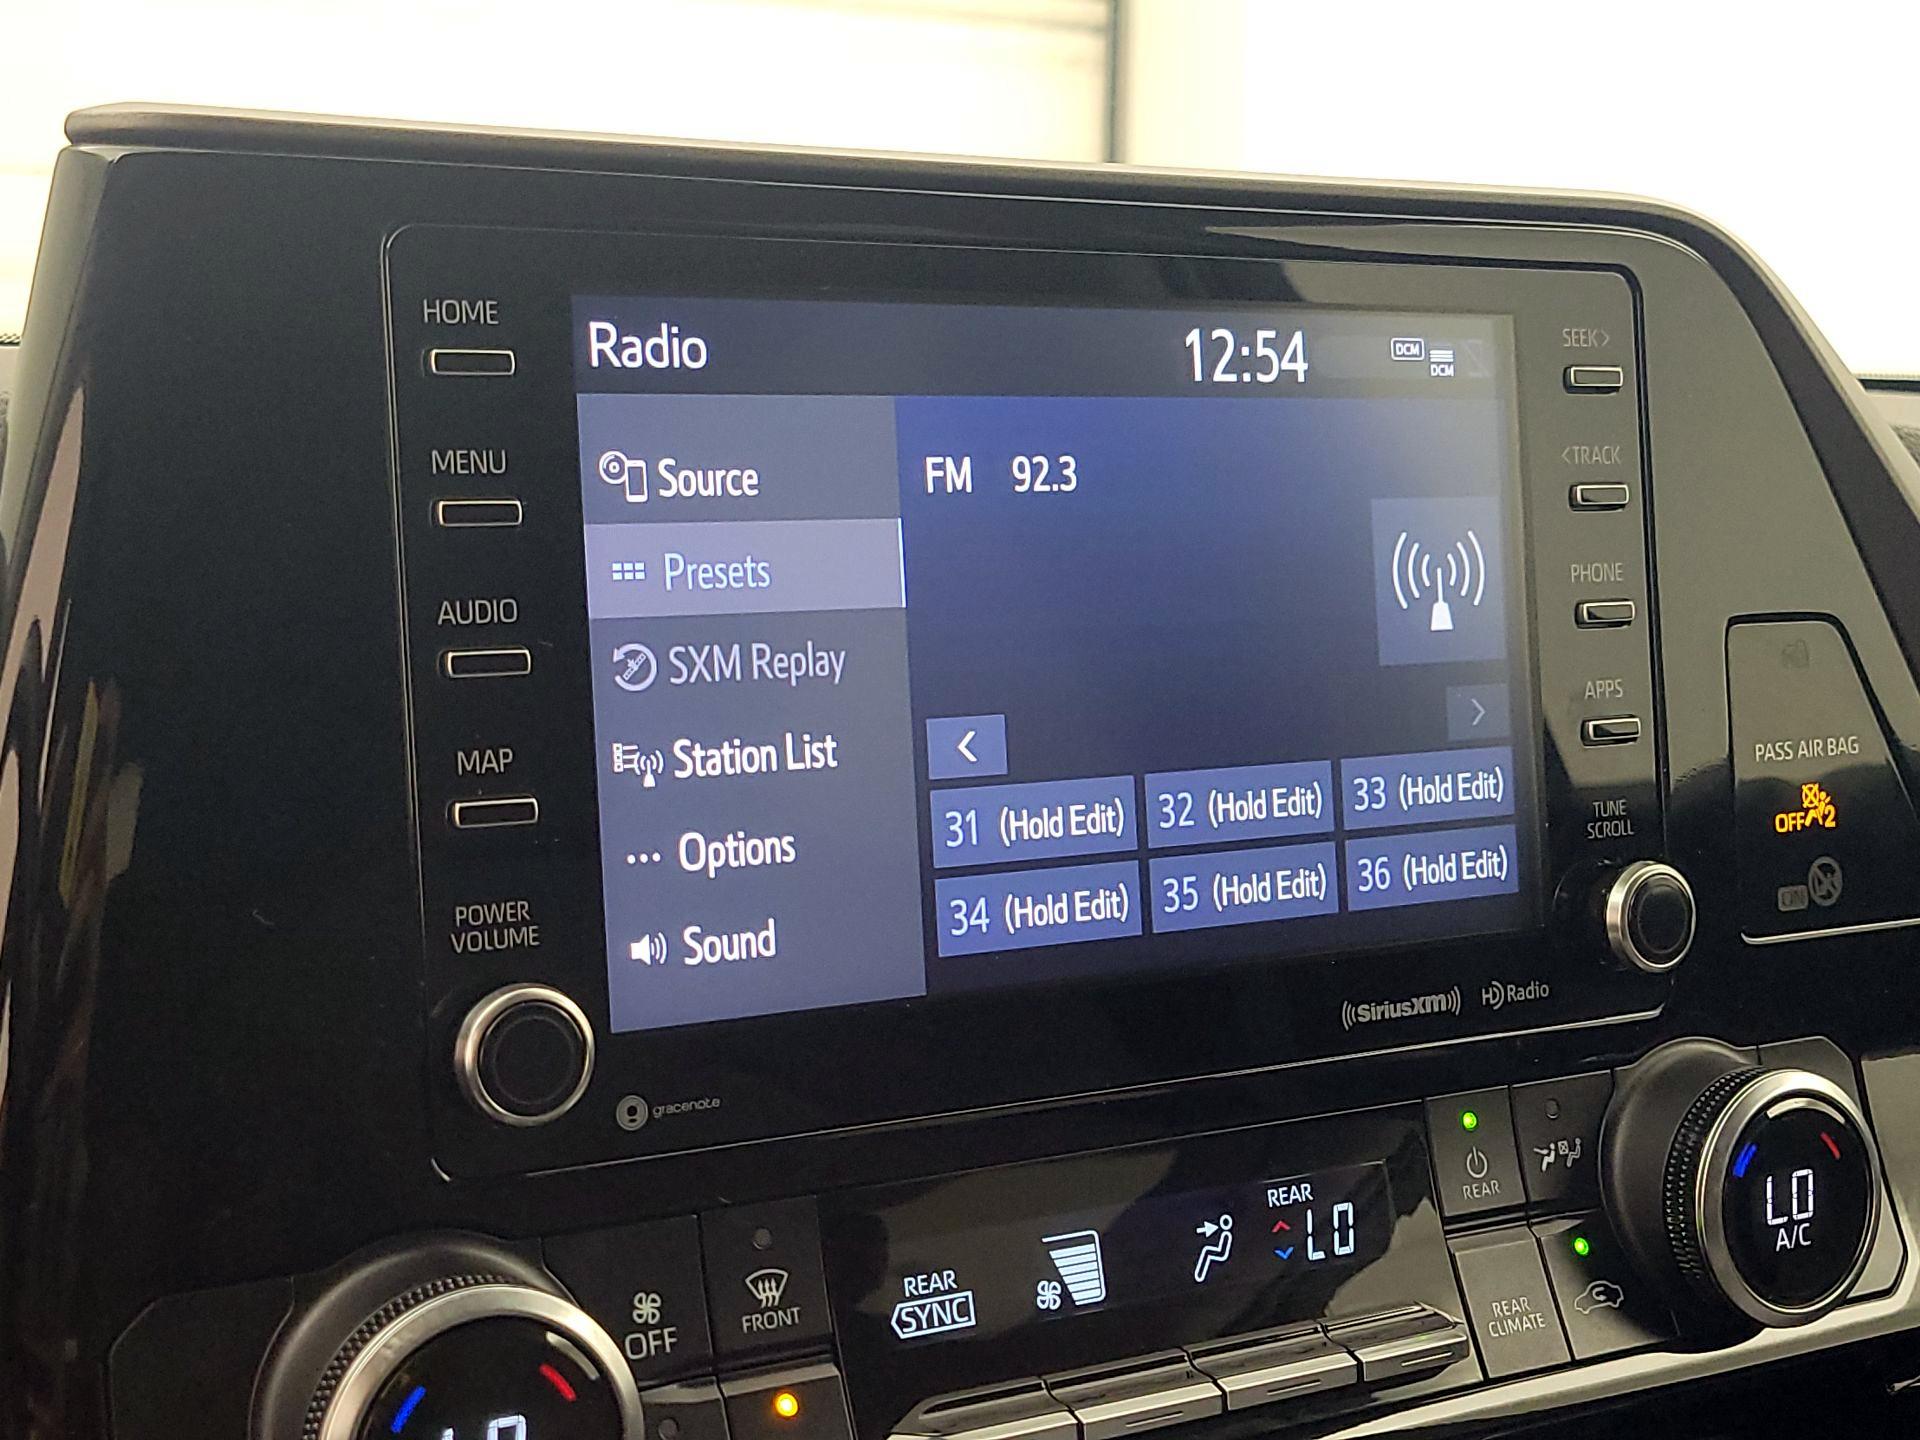 HOME
MENU
AUDIO
MAP
POWER
VOLUME
Radio
12:54
DCM
DCM
Source
Presets
SXM Replay
Station List
Options
Sound
FM 92.3
<
>
31 (Hold Edit)
32 (Hold Edit)
33 (Hold Edit)
34 (Hold Edit)
35 (Hold Edit)
36 (Hold Edit)
SEEK >
< TRACK
PHONE
APPS
TUNE
SCROLL
PASS AIR BAG
OFF 2
ON
gracenote
((SiriusXM))
HD Radio
OFF
FRONT
REAR
SYNC
REAR
LO
REAR
REAR
CLIMATE
LO
A/C
LO